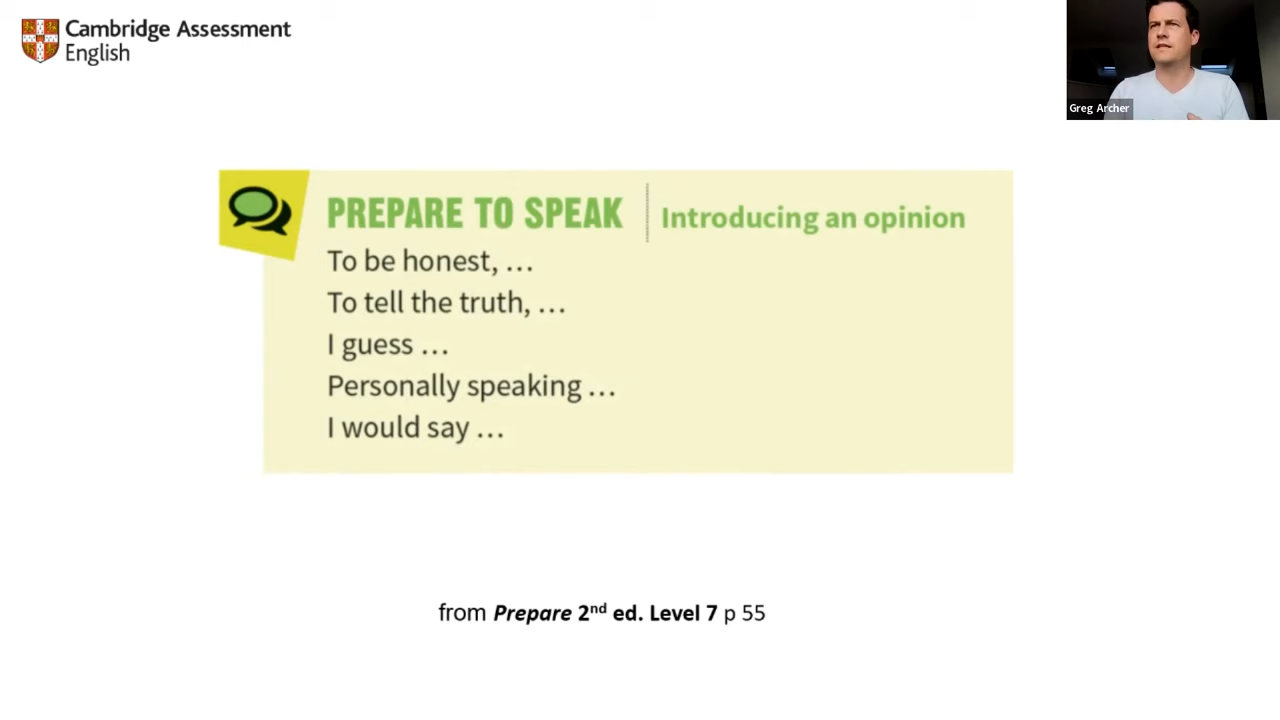 Cambridge Assessment
English
Greg Archer
PREPARE TO SPEAK Introducing an opinion
To be honest, …
To tell the truth, …
I guess …
Personally speaking …
I would say …
from Prepare 2nd ed. Level 7 p 55